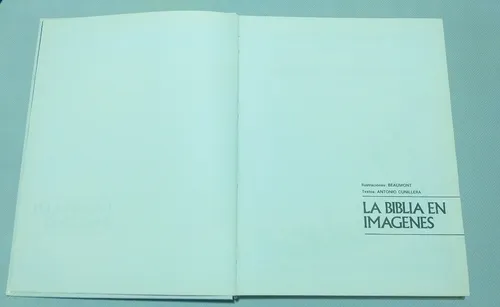 Ilustraciones: BEAUMONT
Textos: ANTONIO CUNILLERA
LA BIBLIA EN
IMAGENES